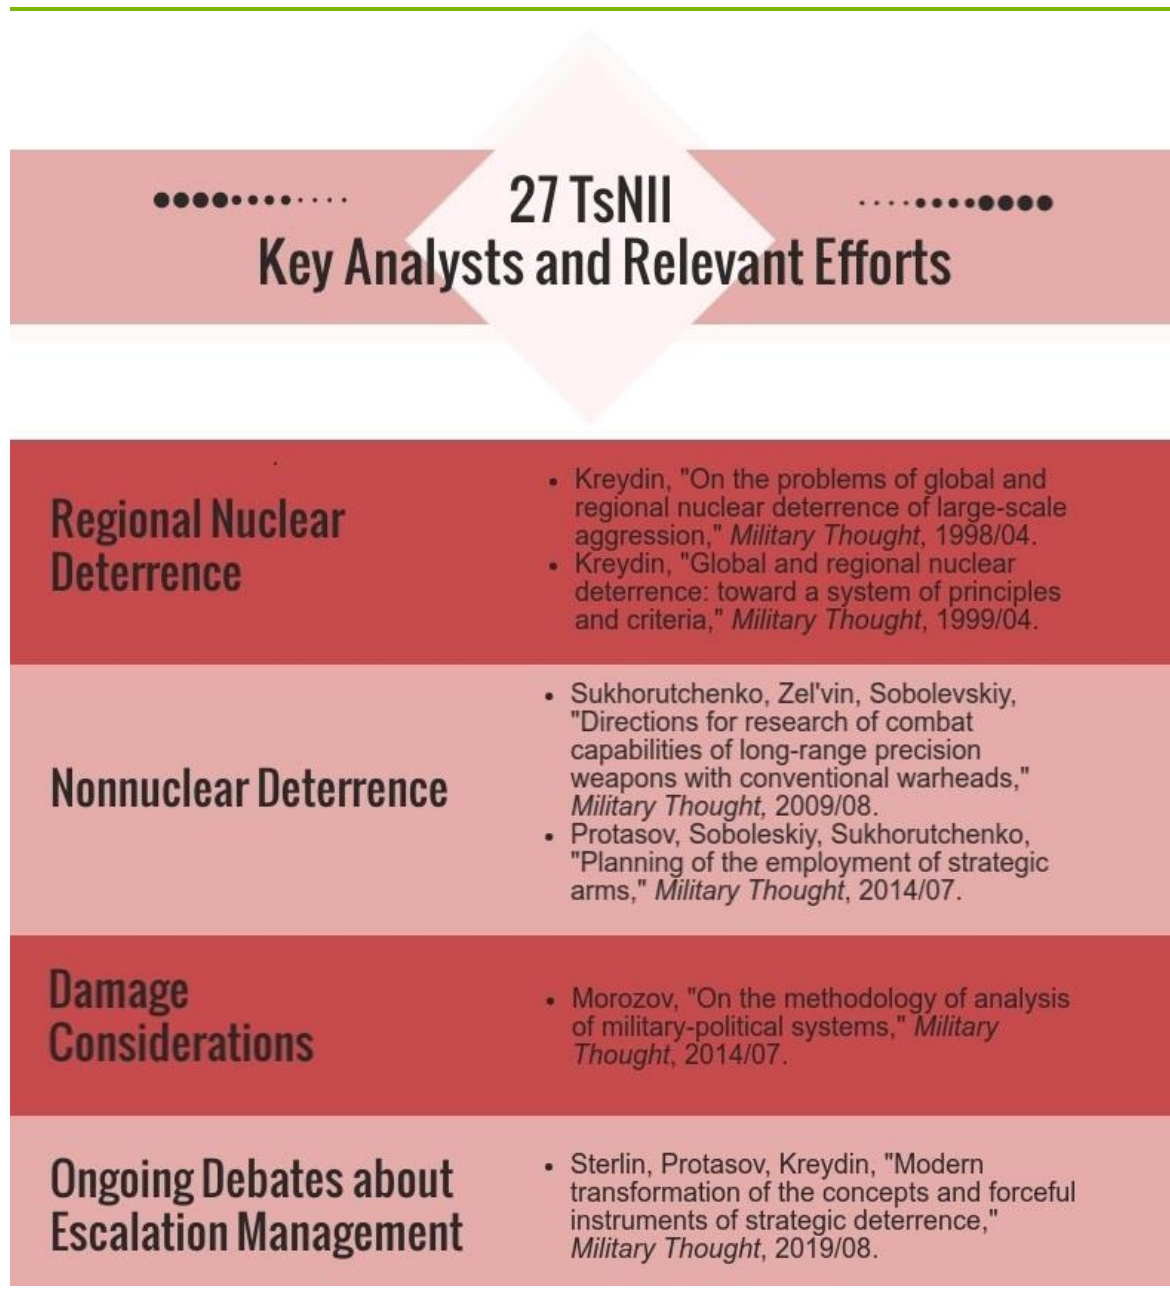 27 TsNII
Key Analysts and Relevant Efforts
Regional Nuclear
Deterrence
• Kreydin, "On the problems of global and
regional nuclear deterrence of large-scale
aggression," Military Thought, 1998/04.
• Kreydin, "Global and regional nuclear
deterrence: toward a system of principles
and criteria," Military Thought, 1999/04.
Nonnuclear Deterrence
• Sukhorutchenko, Zel'vin, Sobolevskiy,
"Directions for research of combat
capabilities of long-range precision
weapons with conventional warheads,"
Military Thought, 2009/08.
• Protasov, Soboleskiy, Sukhorutchenko,
"Planning of the employment of strategic
arms," Military Thought, 2014/07.
Damage
Considerations
• Morozov, "On the methodology of analysis
of military-political systems," Military
Thought, 2014/07.
Ongoing Debates about
Escalation Management
• Sterlin, Protasov, Kreydin, "Modern
transformation of the concepts and forceful
instruments of strategic deterrence,"
Military Thought, 2019/08.